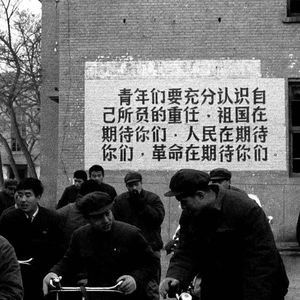 青年们要充分认识自
己所负的重任，祖国在
期待你们，人民在期待
你们，革命在期待你们。